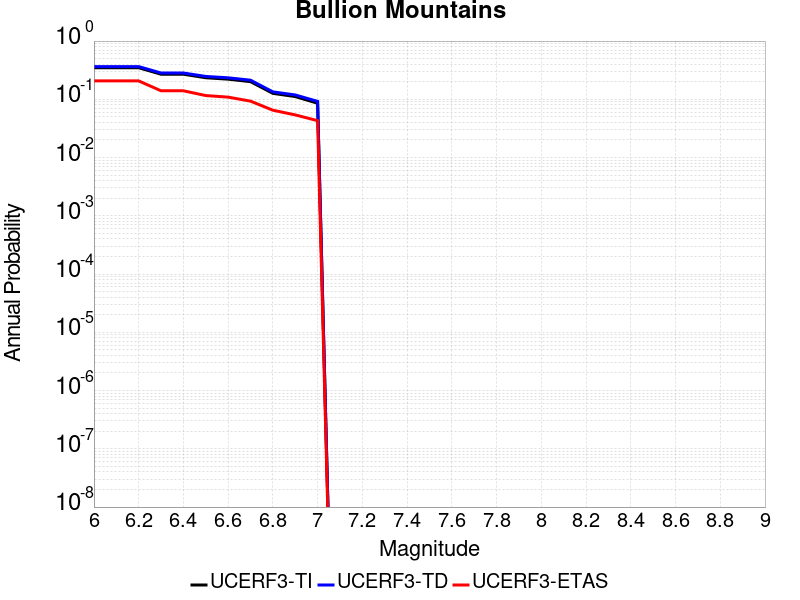 Bullion Mountains
Annual Probability
10^0
10^-1
10^-2
10^-3
10^-4
10^-5
10^-6
10^-7
10^-8
6 6.2 6.4 6.6 6.8 7 7.2 7.4 7.6 7.8 8 8.2 8.4 8.6 8.8 9
Magnitude
UCERF3-TI UCERF3-TD UCERF3-ETAS